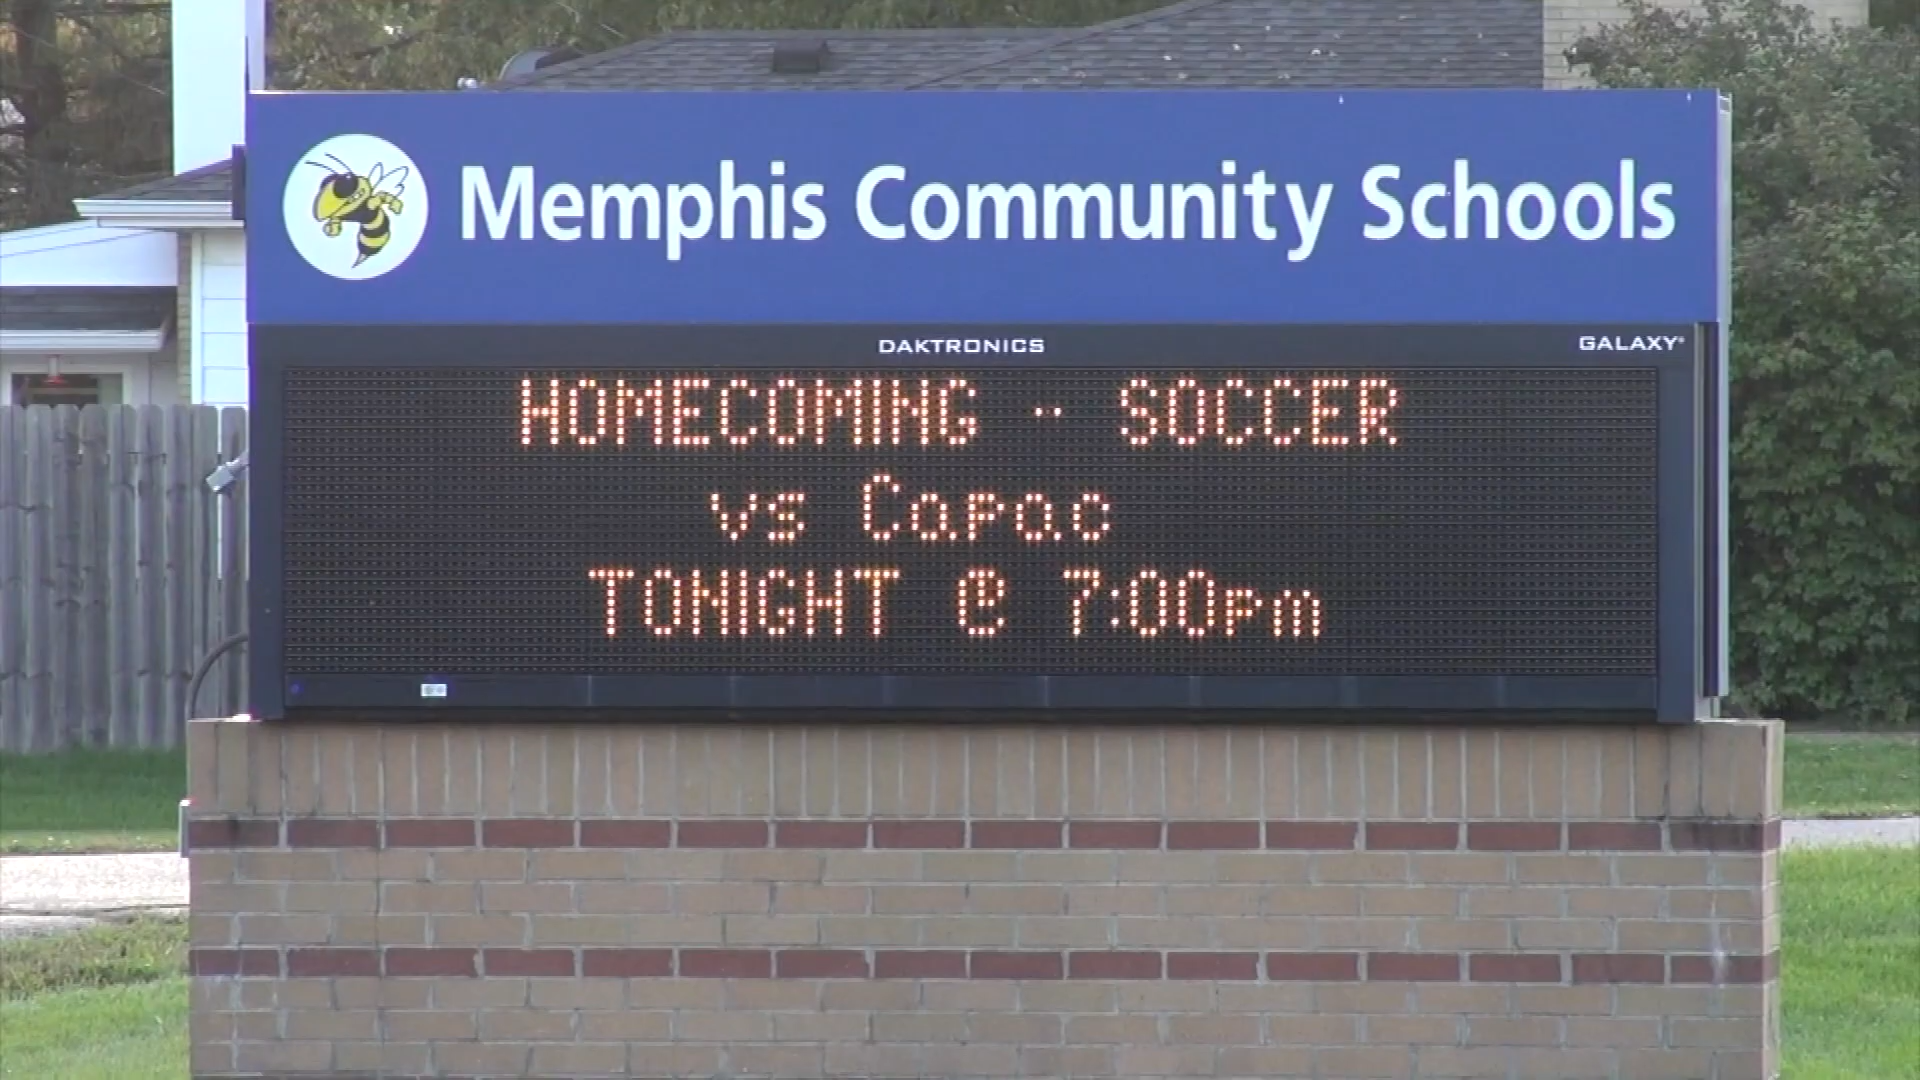 Memphis Community Schools
DAKTRONICS
GALAXY®
HOMECOMING - SOCCER
vs Capac
TONIGHT @ 7:00pm